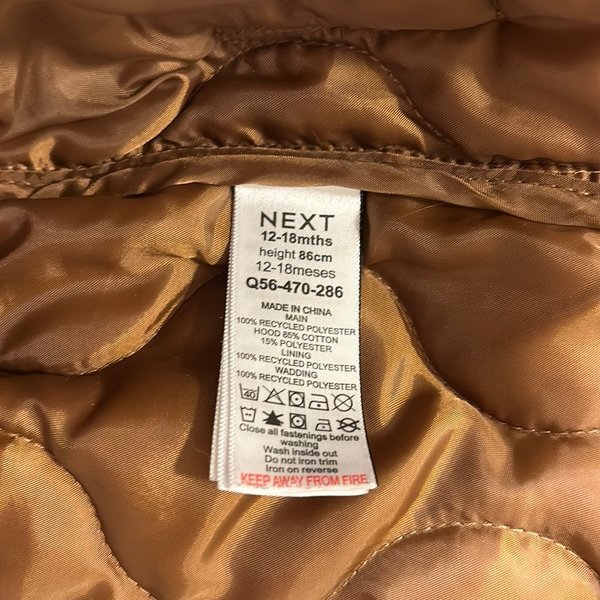 NEXT
12-18mths
height 86cm
12-18meses
Q56-470-286
MADE IN CHINA
MAIN
100% RECYCLED POLYESTER
HOOD 85% COTTON
15% POLYESTER
LINING
100% RECYCLED POLYESTER
WADDING
100% RECYCLED POLYESTER
40
Close all fastenings before
washing
Wash inside out
Do not iron trim
Iron on reverse
KEEP AWAY FROM FIRE